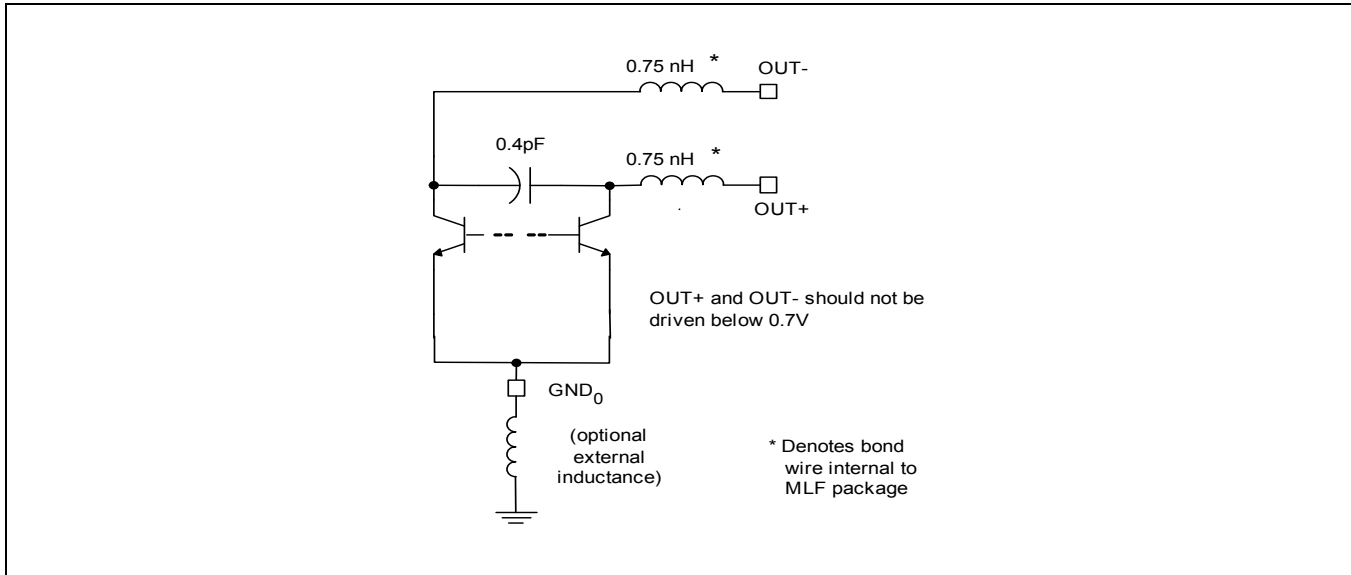 0.75 nH *
OUT-
0.4pF
0.75 nH *
OUT+
OUT+ and OUT- should not be
driven below 0.7V
GND0
(optional
external
inductance)
* Denotes bond
wire internal to
MLF package